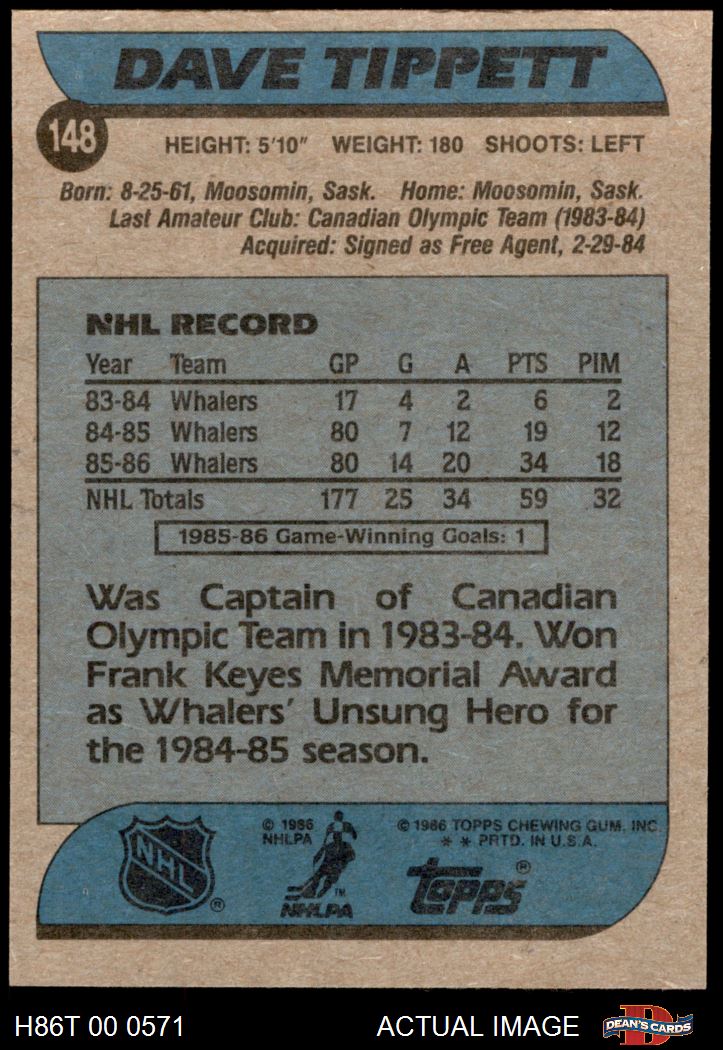 DAVE TIPPETT
148
HEIGHT: 5'10" WEIGHT: 180 SHOOTS: LEFT
Born: 8-25-61, Moosomin, Sask. Home: Moosomin, Sask.
Last Amateur Club: Canadian Olympic Team (1983-84)
Acquired: Signed as Free Agent, 2-29-84
NHL RECORD
Year Team GP G A PTS PIM
83-84 Whalers 17 4 2 6 2
84-85 Whalers 80 7 12 19 12
85-86 Whalers 80 14 20 34 18
NHL Totals 177 25 34 59 32
1985-86 Game-Winning Goals: 1
Was Captain of Canadian
Olympic Team in 1983-84. Won
Frank Keyes Memorial Award
as Whalers' Unsung Hero for
the 1984-85 season.
NHL ®
© 1986
NHLPA
TM
NHLPA
© 1986 TOPPS CHEWING GUM, INC.
* * PRTD. IN U.S.A.
topps ®
H86T 00 0571 ACTUAL IMAGE
D
DEAN'S CARDS